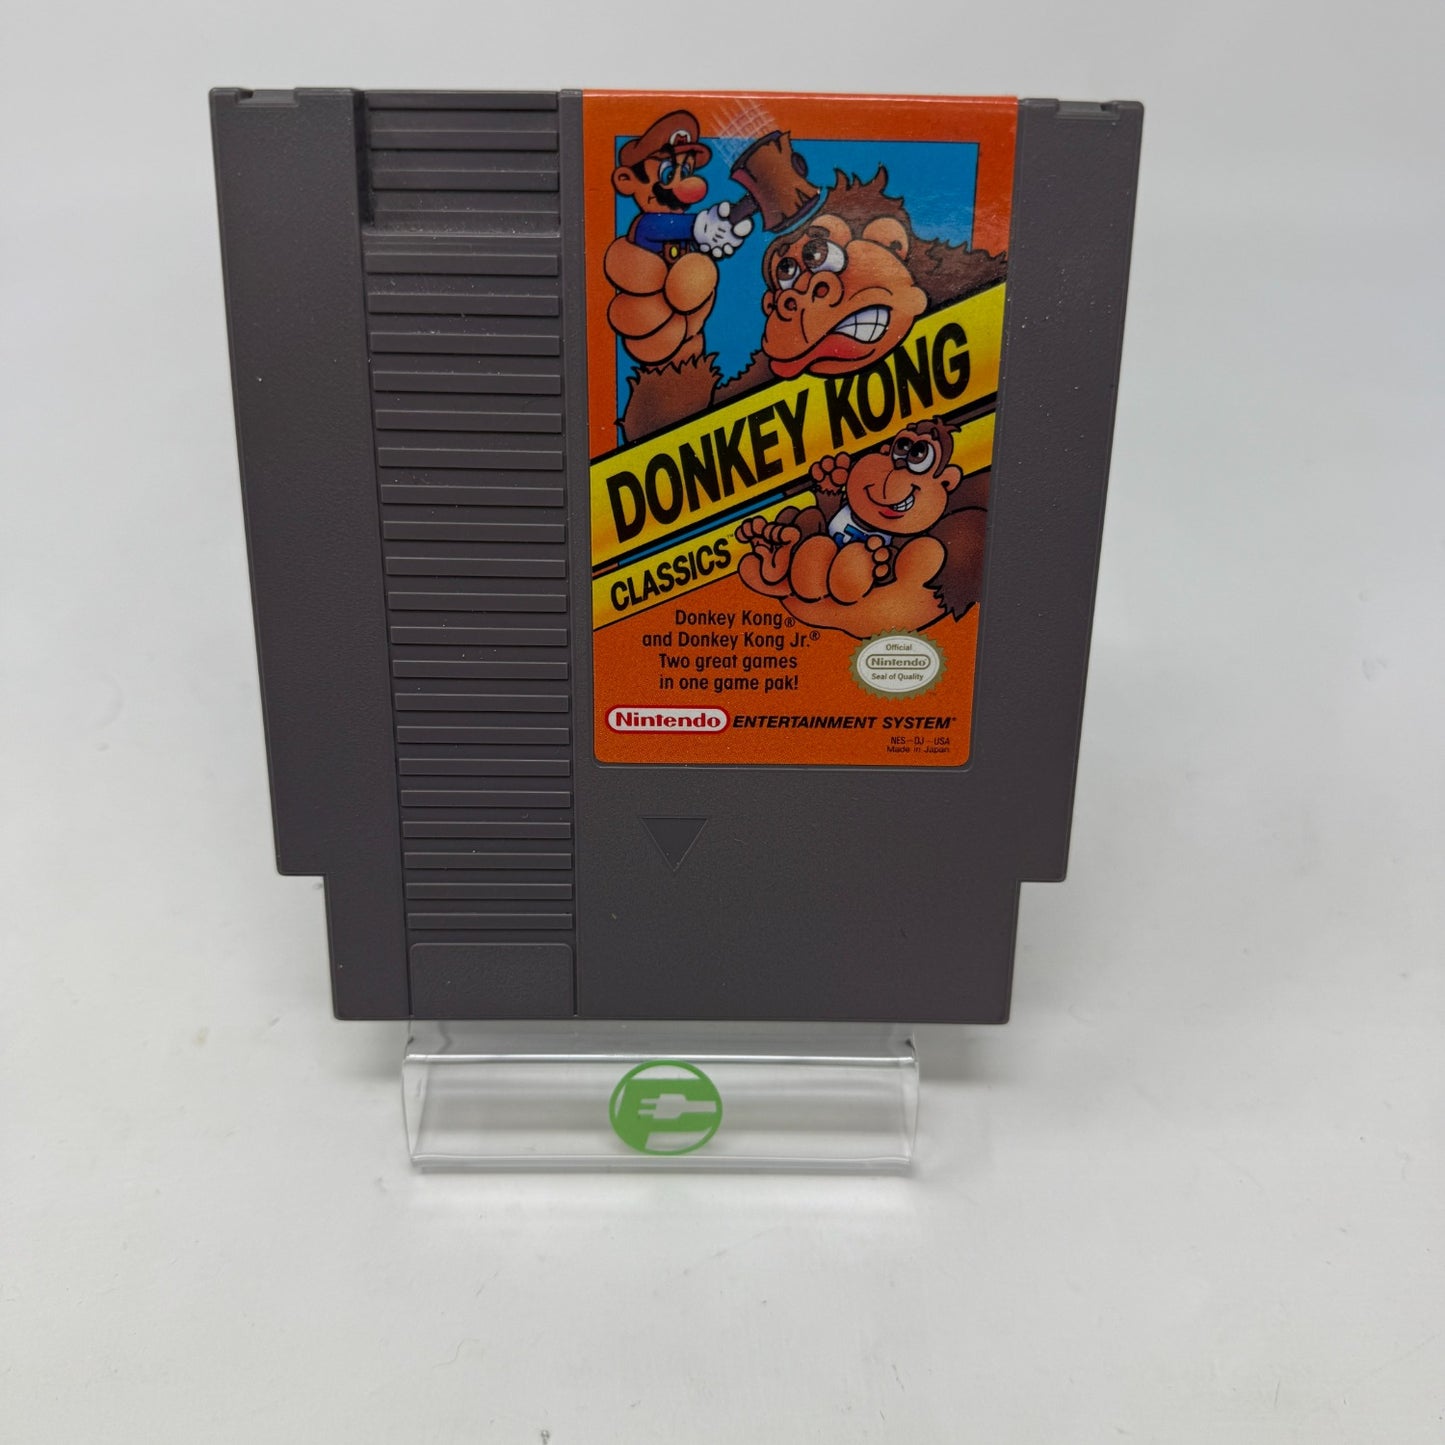 M
DONKEY KONG
CLASSICS™
J
Donkey Kong®
and Donkey Kong Jr.®
Two great games
in one game pak!
Official
Nintendo
Seal of Quality
Nintendo ENTERTAINMENT SYSTEM®
NES-DJ-USA
Made in Japan